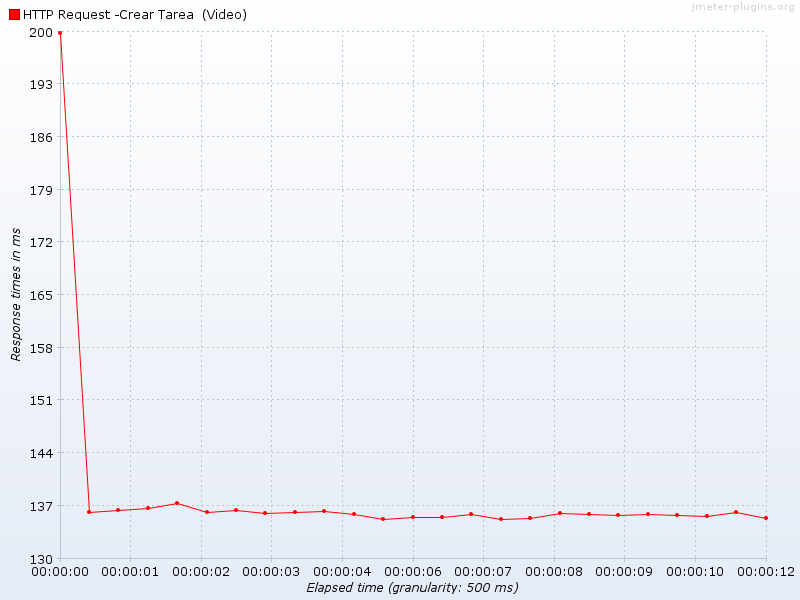 jmeter-plugins.org
HTTP Request -Crear Tarea  (Video)
200
193
186
179
172
165
158
151
144
137
130
Response times in ms
00:00:00 00:00:01 00:00:02 00:00:03 00:00:04 00:00:06 00:00:07 00:00:08 00:00:09 00:00:10 00:00:12
Elapsed time (granularity: 500 ms)